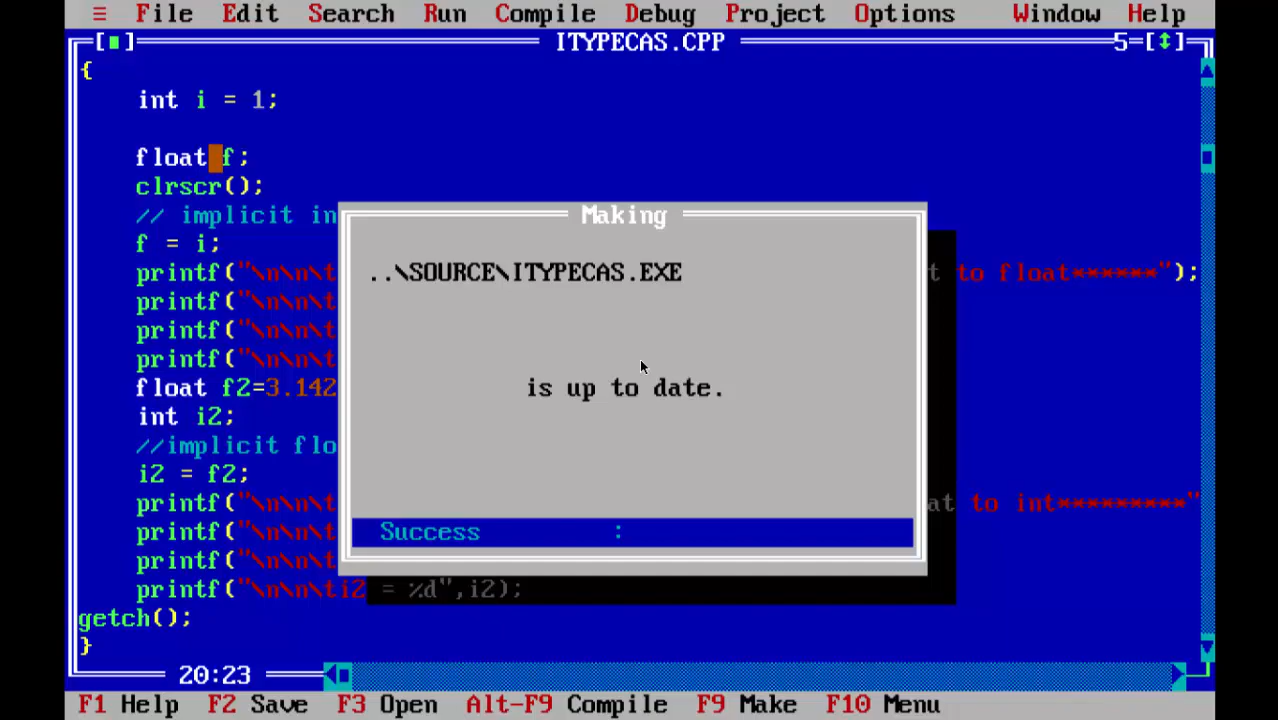 ≡ File Edit Search Run Compile Debug Project Options Window Help
[■] ITYPECAS.CPP 5=[↕]
{
int i = 1;
float f;
clrscr();
// implicit in
f = i;
printf("\n\n\t t to float******");
printf("\n\n\t
printf("\n\n\t
printf("\n\n\t
float f2=3.142
int i2;
//implicit flo
i2 = f2;
printf("\n\n\t at to int*********"
printf("\n\n\t
printf("\n\n\t
printf("\n\n\ti2 = %d",i2);
getch();
}
Making
..\SOURCE\ITYPECAS.EXE
is up to date.
Success :
20:23
F1 Help F2 Save F3 Open Alt-F9 Compile F9 Make F10 Menu